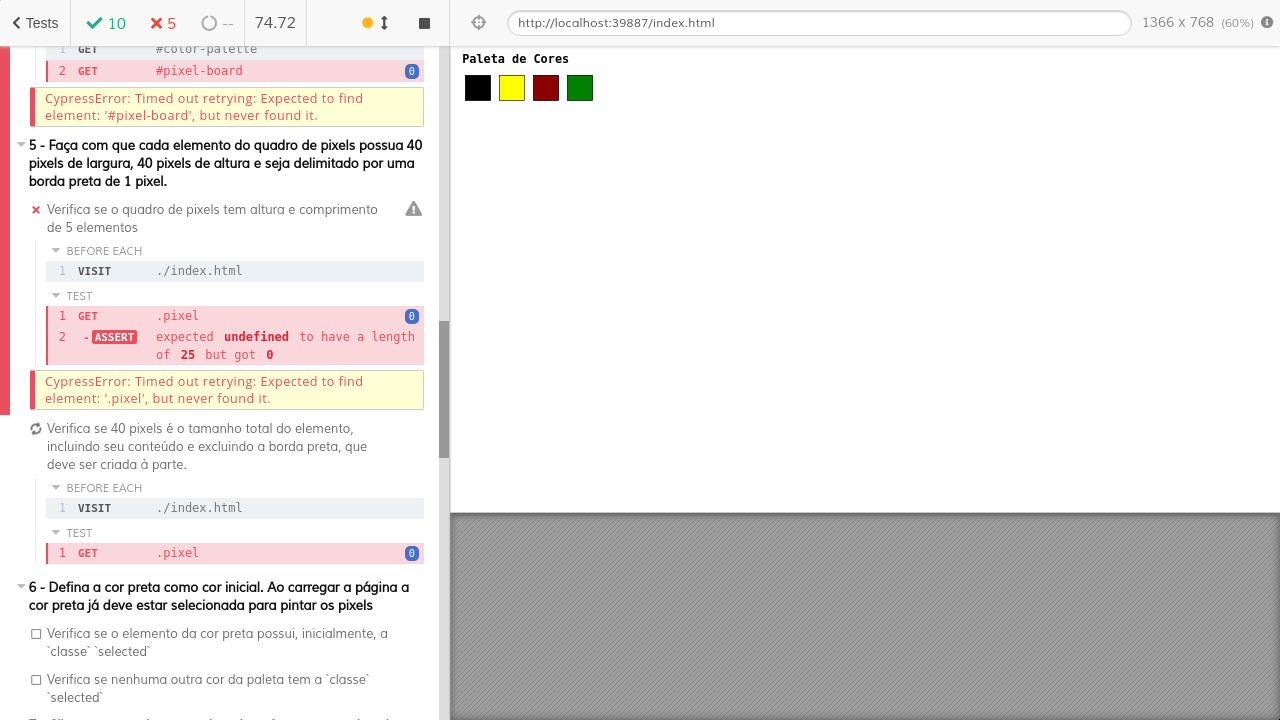 Tests
10
5
--
74.72
http://localhost:39887/index.html
1366 x 768 (60%)
1 GET #color-palette
2 GET #pixel-board 0
CypressError: Timed out retrying: Expected to find
element: '#pixel-board', but never found it.
5 - Faça com que cada elemento do quadro de pixels possua 40
pixels de largura, 40 pixels de altura e seja delimitado por uma
borda preta de 1 pixel.
Verifica se o quadro de pixels tem altura e comprimento
de 5 elementos
BEFORE EACH
1 VISIT ./index.html
TEST
1 GET .pixel 0
2 -ASSERT expected undefined to have a length
of 25 but got 0
CypressError: Timed out retrying: Expected to find
element: '.pixel', but never found it.
Verifica se 40 pixels é o tamanho total do elemento,
incluindo seu conteúdo e excluindo a borda preta, que
deve ser criada à parte.
BEFORE EACH
1 VISIT ./index.html
TEST
1 GET .pixel 0
6 - Defina a cor preta como cor inicial. Ao carregar a página a
cor preta já deve estar selecionada para pintar os pixels
Verifica se o elemento da cor preta possui, inicialmente, a
`classe` `selected`
Verifica se nenhuma outra cor da paleta tem a `classe`
`selected`
Paleta de Cores